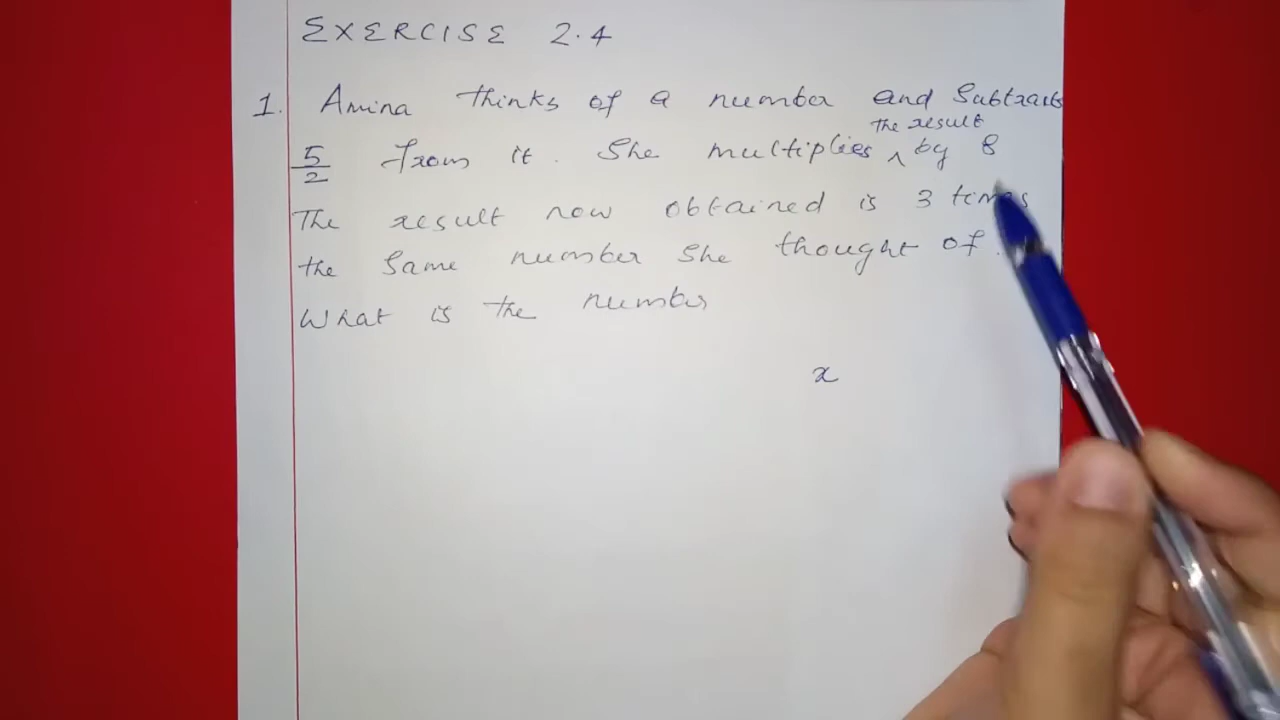 EXERCISE 2.4
1. Amina thinks of a number and Subtracts
the result
5/2 from it. She multiplies ^ by 8
The result now obtained is 3 times
the same number she thought of.
What is the number
x